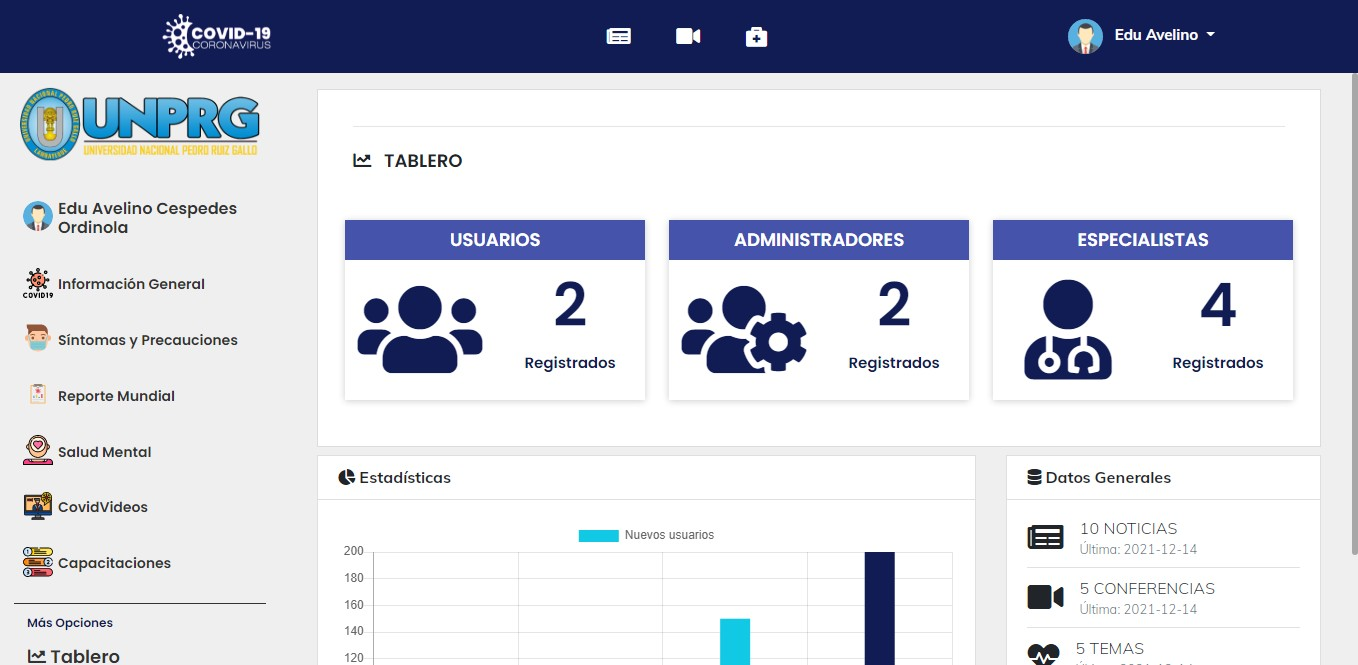 COVID-19
CORONAVIRUS
Edu Avelino
UNPRG
UNIVERSIDAD NACIONAL PEDRO RUIZ GALLO
Edu Avelino Cespedes
Ordinola
COVID19
Información General
Síntomas y Precauciones
Reporte Mundial
Salud Mental
CovidVideos
Capacitaciones
Más Opciones
Tablero
TABLERO
USUARIOS
2
Registrados
ADMINISTRADORES
2
Registrados
ESPECIALISTAS
4
Registrados
Estadísticas
Nuevos usuarios
200
180
160
140
120
Datos Generales
10 NOTICIAS
Última: 2021-12-14
5 CONFERENCIAS
Última: 2021-12-14
5 TEMAS